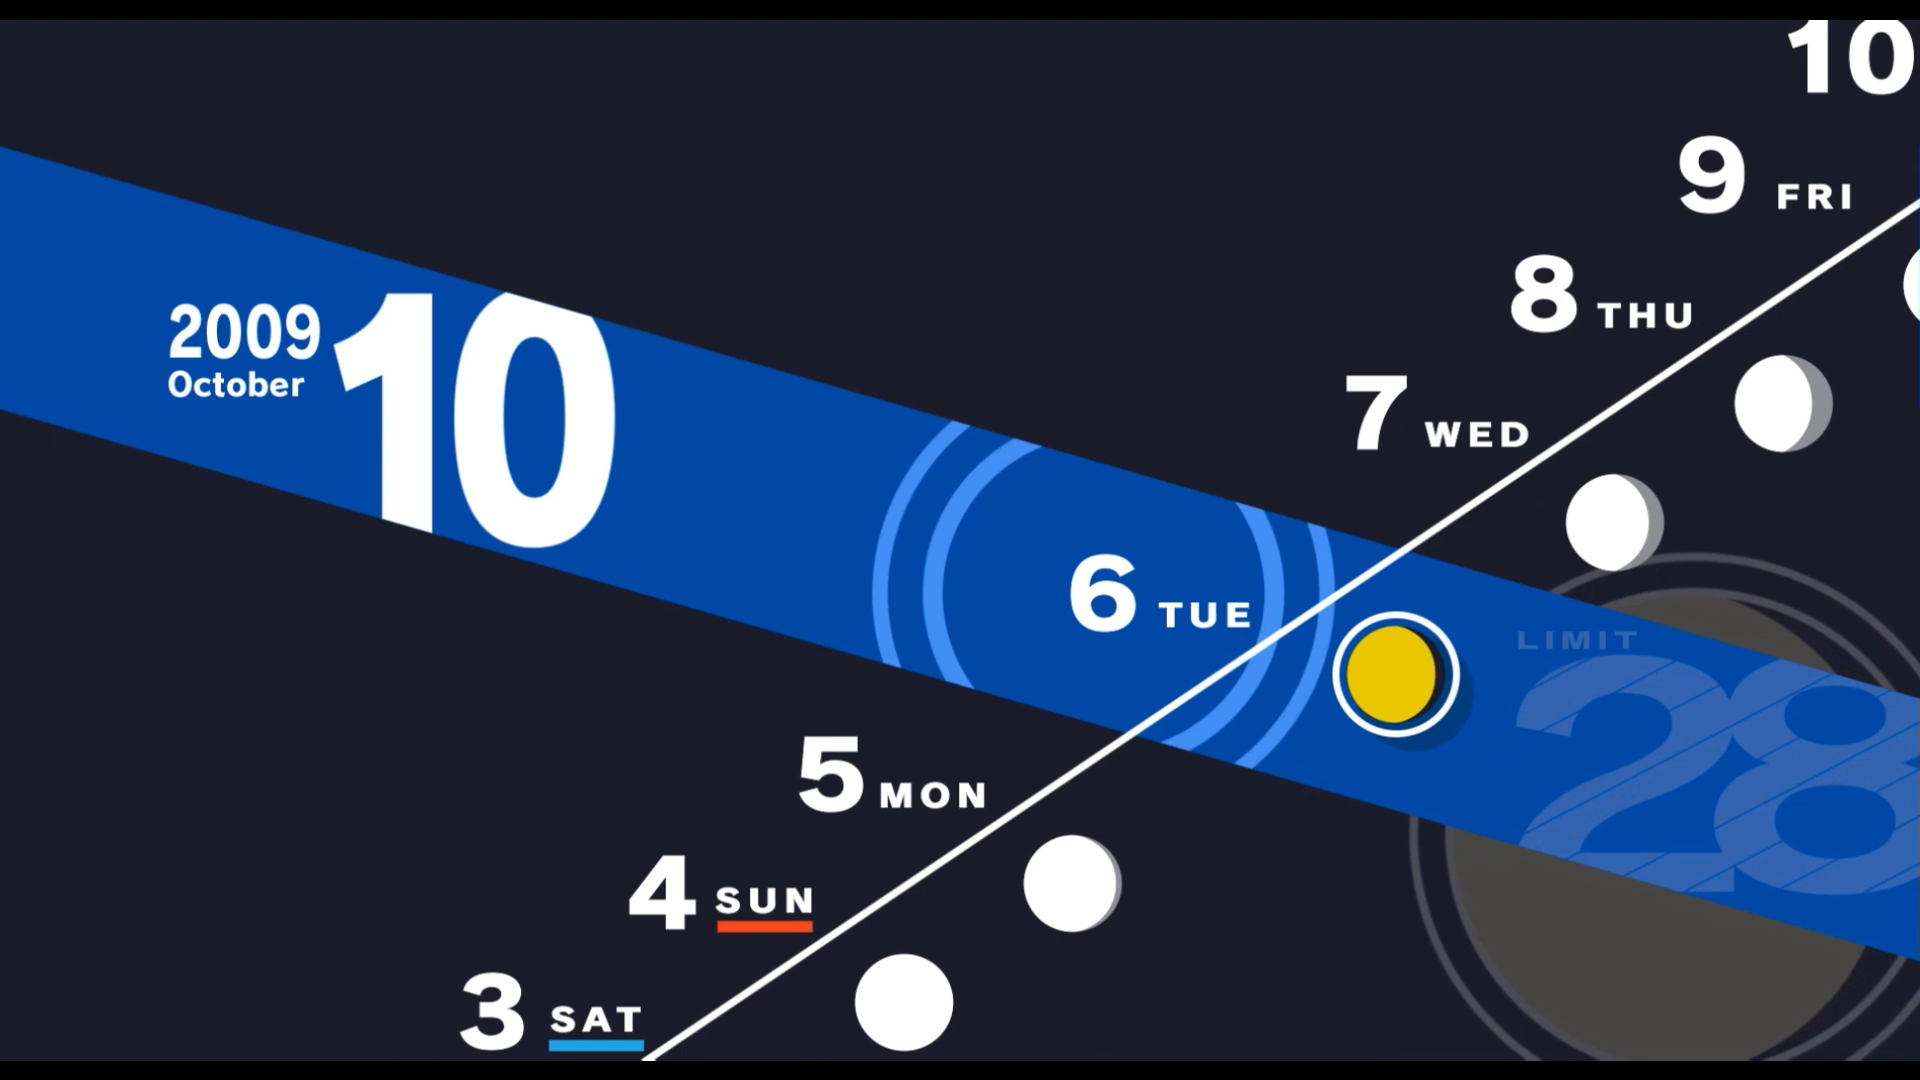 10
9 FRI
8 THU
2009
October
10
7 WED
6 TUE
LIMIT
28
5 MON
4 SUN
3 SAT